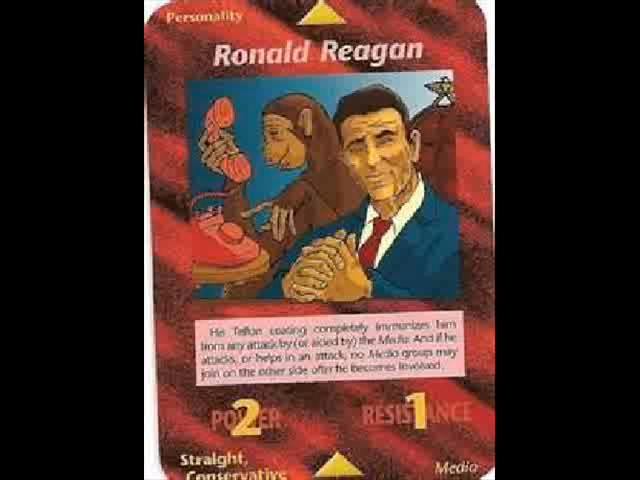 Personality
Ronald Reagan
His Teflon coating completely immunizes him
from any attack by (or aided by) the Media. And if he
attacks, or helps in an attack, no Media group may
join on the other side after he becomes involved.
POWER 2
RESISTANCE 1
Straight,
Conservative
Media